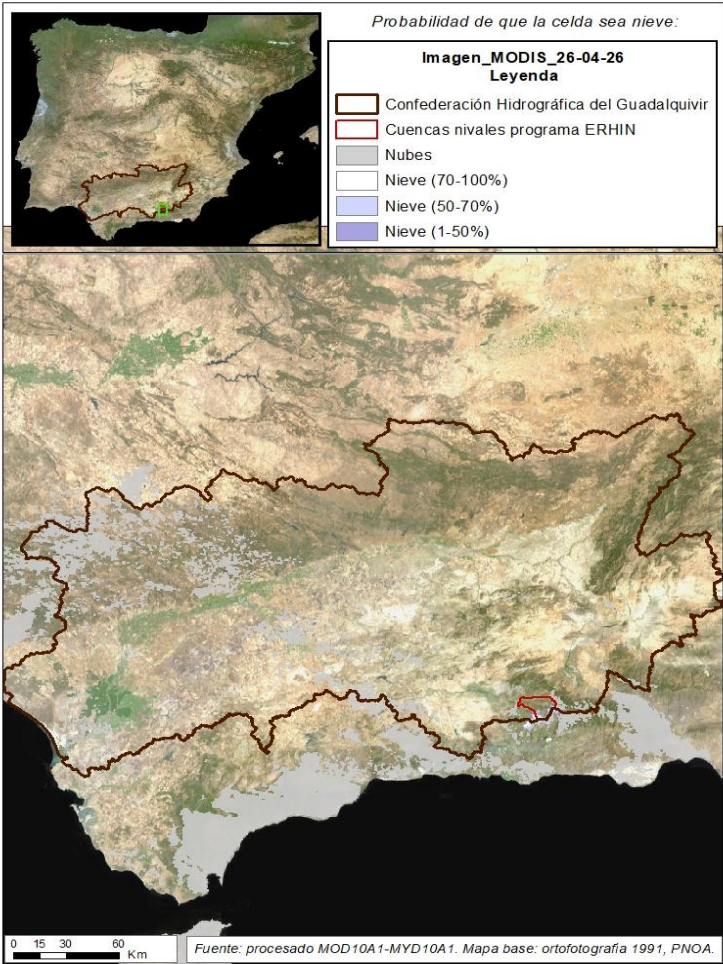 Probabilidad de que la celda sea nieve:
Imagen_MODIS_26-04-26
Leyenda
Confederación Hidrográfica del Guadalquivir
Cuencas nivales programa ERHIN
Nubes
Nieve (70-100%)
Nieve (50-70%)
Nieve (1-50%)
0 15 30 60
Km
Fuente: procesado MOD10A1-MYD10A1. Mapa base: ortofotografía 1991, PNOA.